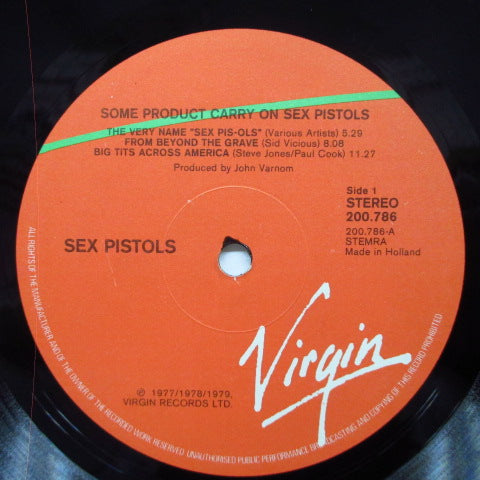 SOME PRODUCT CARRY ON SEX PISTOLS
THE VERY NAME "SEX PIS-OLS" (Various Artists) 5.29
FROM BEYOND THE GRAVE (Sid Vicious) 8.08
BIG TITS ACROSS AMERICA (Steve Jones/Paul Cook) 11.27
Produced by John Varnom
Side 1
STEREO
200.786
200.786-A
STEMRA
Made in Holland
SEX PISTOLS
Virgin
℗ 1977/1978/1979,
VIRGIN RECORDS LTD.
ALL RIGHTS OF THE MANUFACTURER AND OF THE OWNER OF THE RECORDED WORK RESERVED UNAUTHORISED PUBLIC PERFORMANCE BROADCASTING AND COPYING OF THIS RECORD PROHIBITED